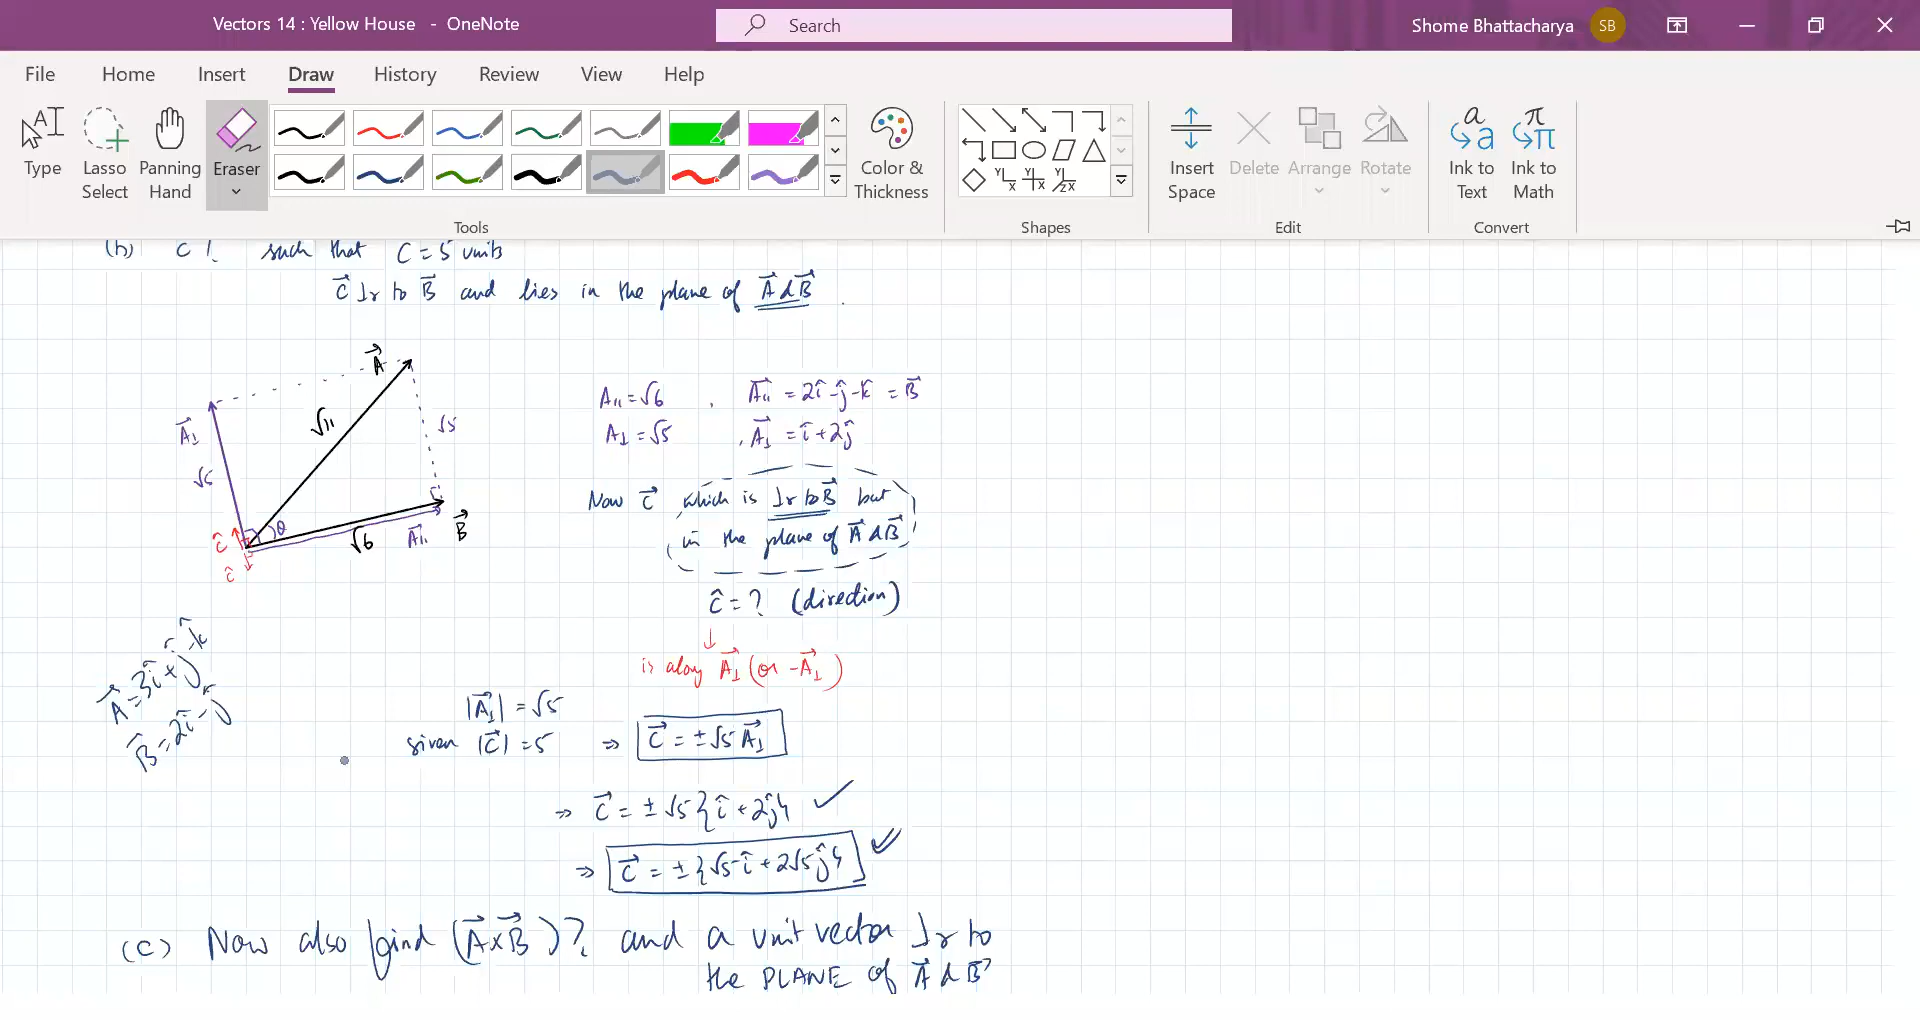 Vectors 14 : Yellow House - OneNote
Search
Shome Bhattacharya SB
File Home Insert Draw History Review View Help
Type
Lasso Select
Panning Hand
Eraser
Color & Thickness
Insert Space
Delete Arrange Rotate
Ink to Text
Ink to Math
Tools Shapes Edit Convert
(b) C⃗ ? such that C = 5 units
C⃗ ⊥r to B⃗ and lies in the plane of A⃗ & B⃗.
A⃗
A⃗⊥
√11
√5
√5
ĉ
θ
√6
A⃗||
B⃗
ĉ
A|| = √6 , A⃗|| = 2î - ĵ - k̂ = B⃗
A⊥ = √5 , A⃗⊥ = î + 2ĵ
Now C⃗ which is ⊥r to B⃗ but
in the plane of A⃗ & B⃗
ĉ = ? (direction)
↓
is along A⃗⊥ (or -A⃗⊥)
A⃗ = 3î + ĵ - k̂
B⃗ = 2î - ĵ
|A⃗⊥| = √5
given |C⃗| = 5 ⇒ C⃗ = ±√5 A⃗⊥
⇒ C⃗ = ± √5 {î + 2ĵ} ✓
⇒ C⃗ = ± {√5 î + 2√5 ĵ} ✓
(c) Now also find (A⃗ × B⃗)? and a unit vector ⊥r to
the PLANE of A⃗ & B⃗?